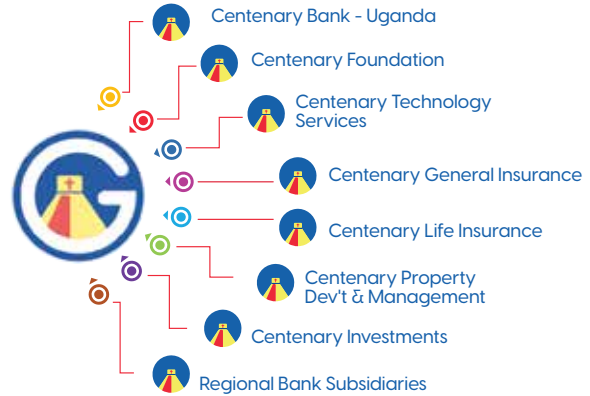 Centenary Bank - Uganda
Centenary Foundation
Centenary Technology
Services
Centenary General Insurance
Centenary Life Insurance
Centenary Property
Dev't & Management
Centenary Investments
Regional Bank Subsidiaries